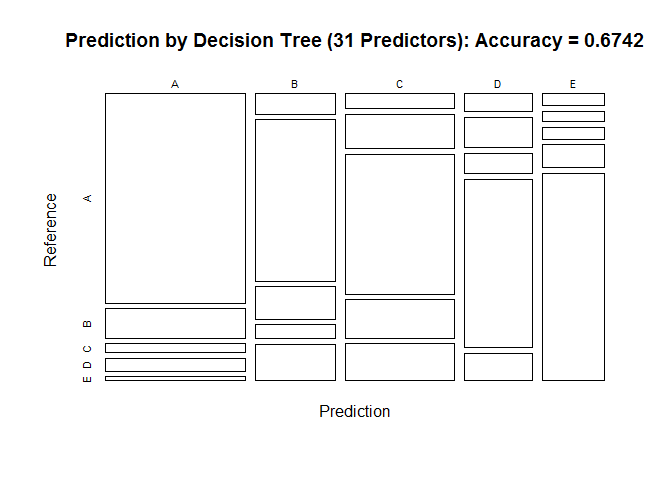 Prediction by Decision Tree (31 Predictors): Accuracy = 0.6742
A B C D E
Reference
A
B
C
D
E
Prediction